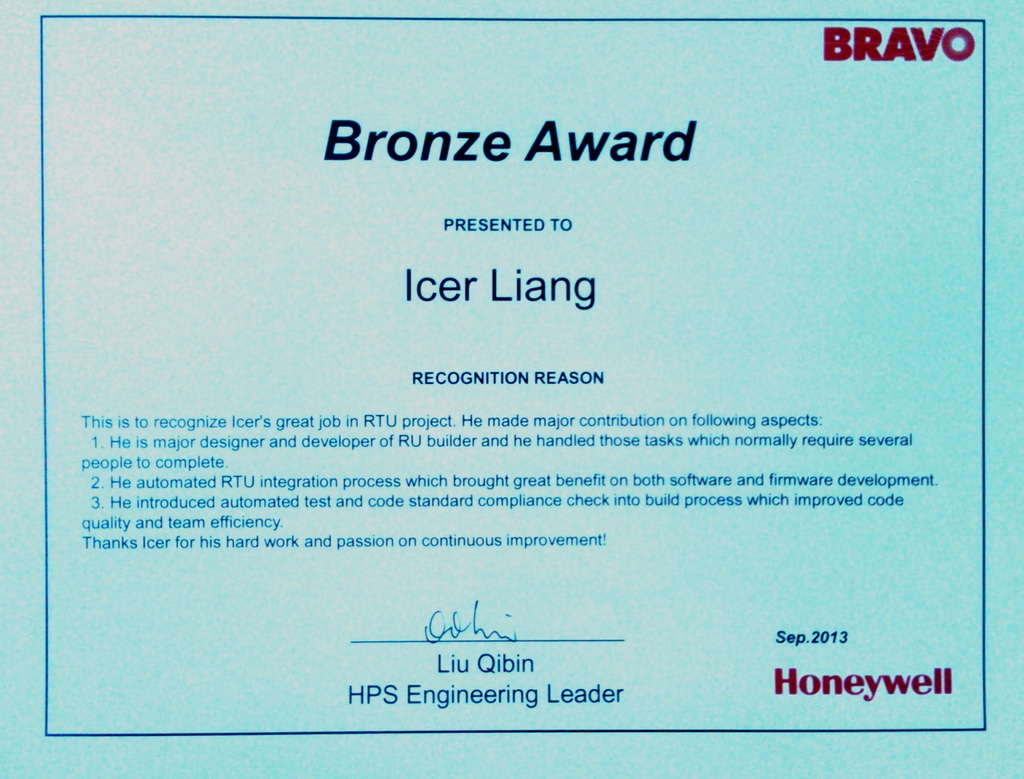 BRAVO
Bronze Award
PRESENTED TO
Icer Liang
RECOGNITION REASON
This is to recognize Icer's great job in RTU project. He made major contribution on following aspects:
1. He is major designer and developer of RU builder and he handled those tasks which normally require several
people to complete.
2. He automated RTU integration process which brought great benefit on both software and firmware development.
3. He introduced automated test and code standard compliance check into build process which improved code
quality and team efficiency.
Thanks Icer for his hard work and passion on continuous improvement!
Liu Qibin
HPS Engineering Leader
Sep.2013
Honeywell